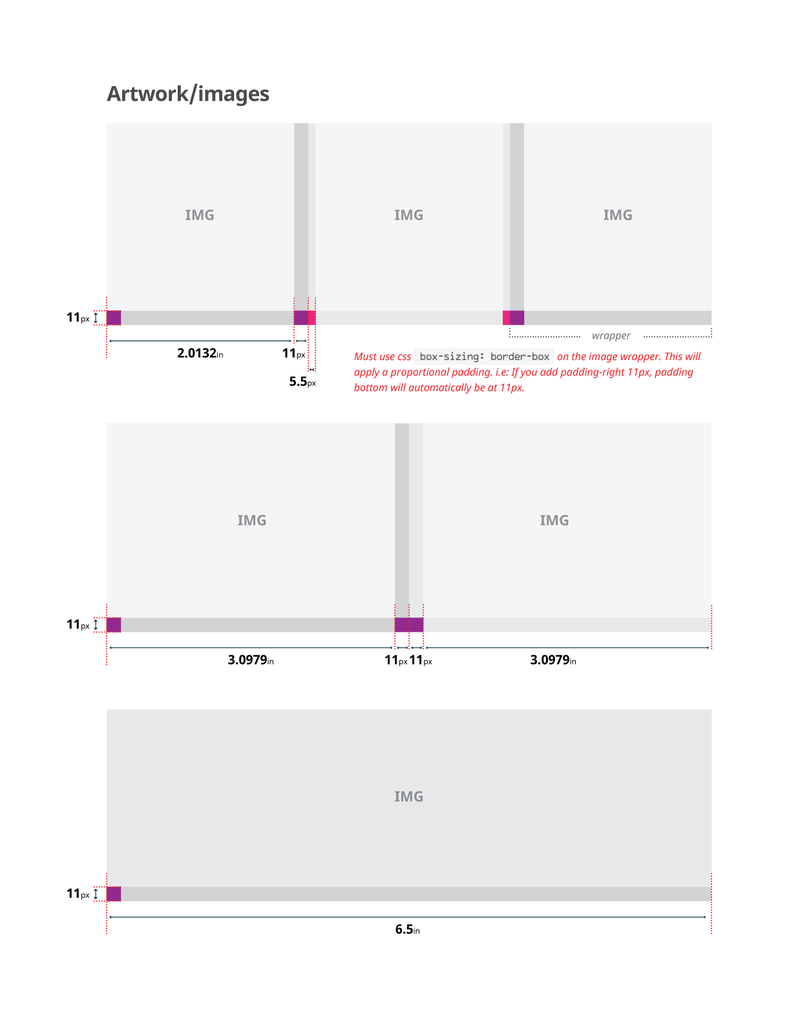 Artwork/images
IMG IMG IMG
11px
wrapper
2.0132in 11px
5.5px
Must use css box-sizing: border-box on the image wrapper. This will
apply a proportional padding. i.e: If you add padding-right 11px, padding
bottom will automatically be at 11px.
IMG IMG
11px
3.0979in 11px 11px 3.0979in
IMG
11px
6.5in